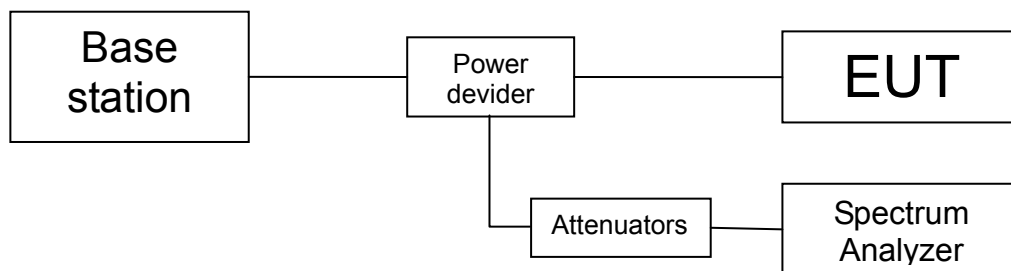 Base
station
Power
devider
EUT
Attenuators
Spectrum
Analyzer